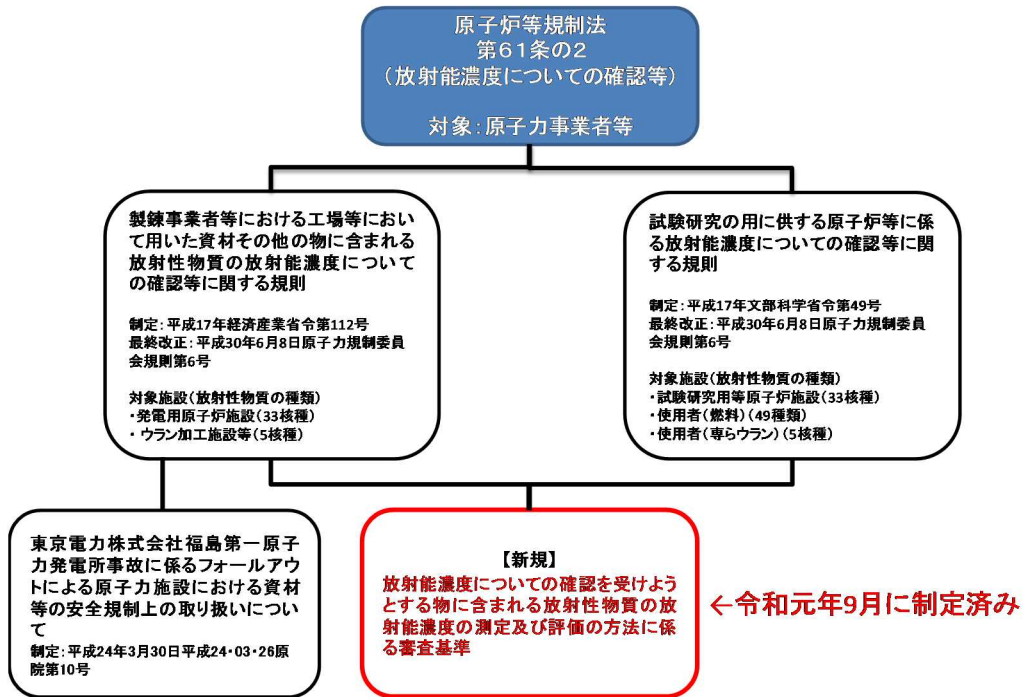 原子炉等規制法
第61条の2
（放射能濃度についての確認等）
対象：原子力事業者等
製錬事業者等における工場等におい
て用いた資材その他の物に含まれる
放射性物質の放射能濃度について
の確認等に関する規則
制定：平成17年経済産業省令第112号
最終改正：平成30年6月8日原子力規制委員
会規則第6号
対象施設（放射性物質の種類）
・発電用原子炉施設（33核種）
・ ウラン加工施設等（5核種）
試験研究の用に供する原子炉等に係
る放射能濃度についての確認等に関
する規則
制定：平成17年文部科学省令第49号
最終改正：平成30年6月8日原子力規制委員
会規則第6号
対象施設（放射性物質の種類）
・試験研究用等原子炉施設（33核種）
・使用者（燃料）（49種類）
・使用者（専らウラン）（5核種）
東京電力株式会社福島第一原子
力発電所事故に係るフォールアウ
トによる原子力施設における資材
等の安全規制上の取り扱いについ
て
制定：平成24年3月30日平成24・03・26原
院第10号
【新規】
放射能濃度についての確認を受けよう
とする物に含まれる放射性物質の放
射能濃度の測定及び評価の方法に係
る審査基準
←令和元年9月に制定済み